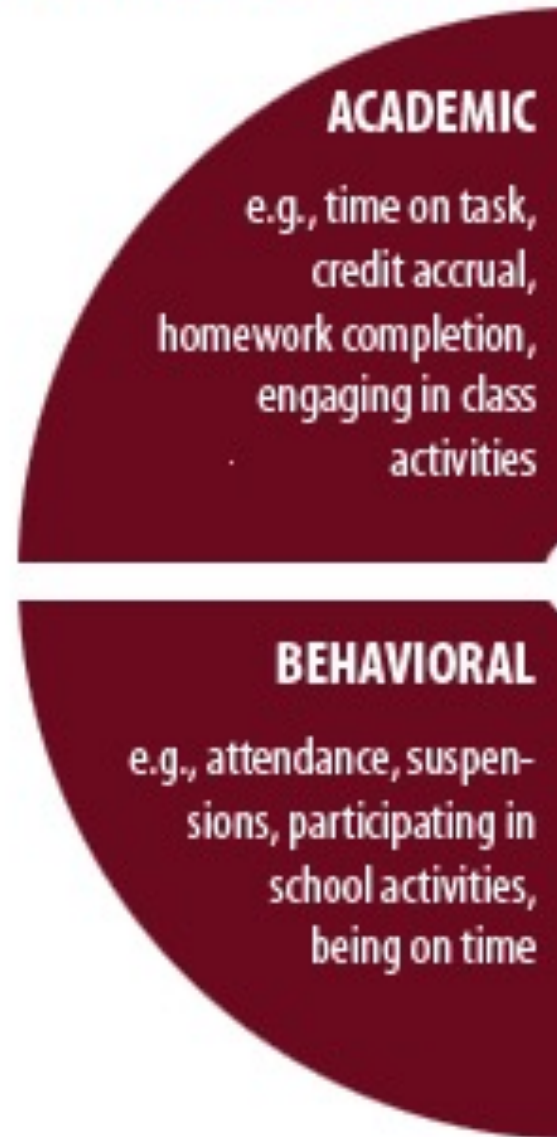 ACADEMIC
e.g., time on task,
credit accrual,
homework completion,
engaging in class
activities
BEHAVIORAL
e.g., attendance, suspen-
sions, participating in
school activities,
being on time